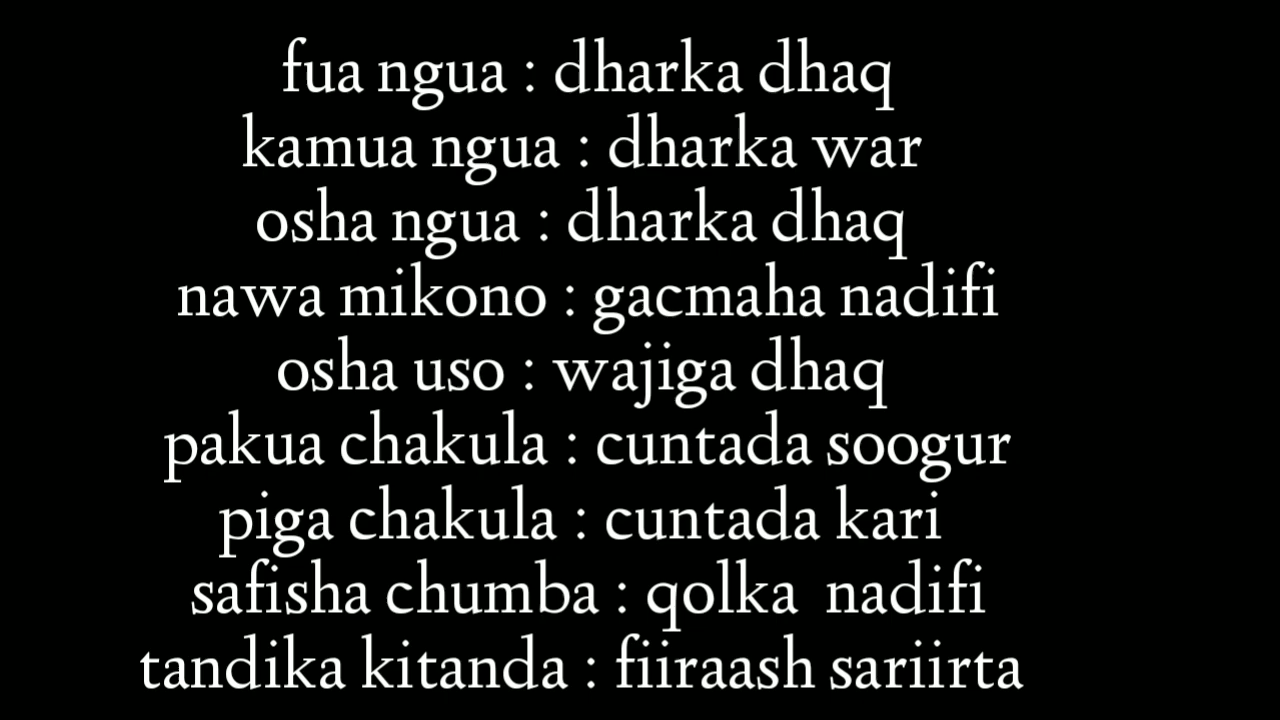 fua ngua : dharka dhaq
kamua ngua : dharka war
osha ngua : dharka dhaq
nawa mikono : gacmaha nadifi
osha uso : wajiga dhaq
pakua chakula : cuntada soogur
piga chakula : cuntada kari
safisha chumba : qolka  nadifi
tandika kitanda : fiiraash sariirta